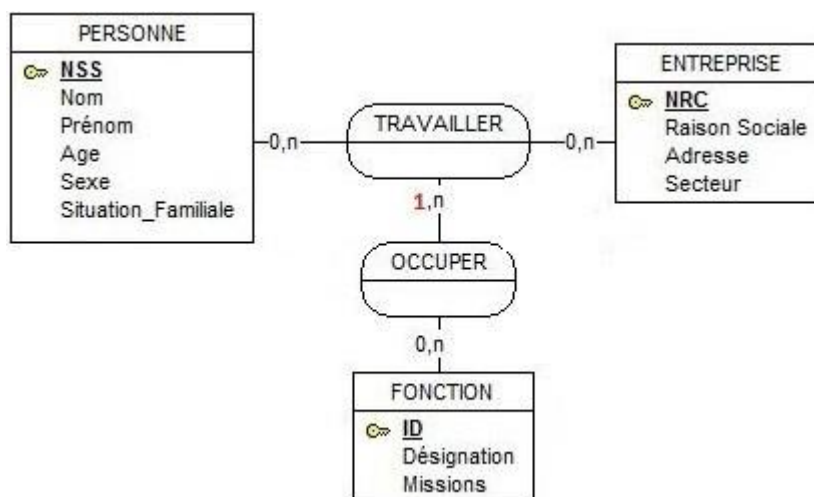 PERSONNE
NSS
Nom
Prénom
Age
Sexe
Situation_Familiale
0,n
TRAVAILLER
0,n
ENTREPRISE
NRC
Raison Sociale
Adresse
Secteur
1,n
OCCUPER
0,n
FONCTION
ID
Désignation
Missions